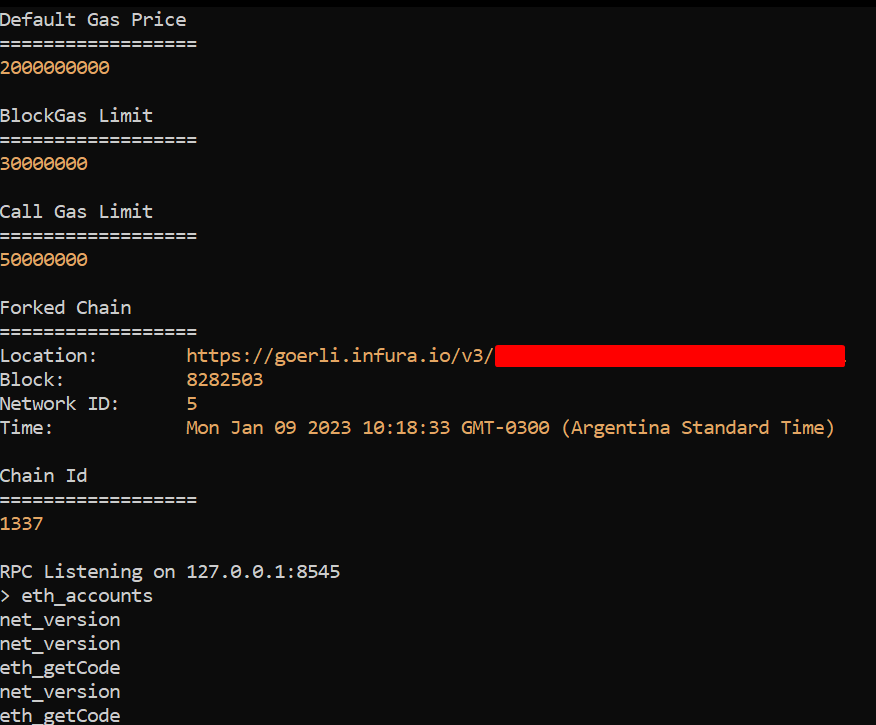 Default Gas Price
==================
2000000000
BlockGas Limit
==================
30000000
Call Gas Limit
==================
50000000
Forked Chain
==================
Location: https://goerli.infura.io/v3/
Block: 8282503
Network ID: 5
Time: Mon Jan 09 2023 10:18:33 GMT-0300 (Argentina Standard Time)
Chain Id
==================
1337
RPC Listening on 127.0.0.1:8545
> eth_accounts
net_version
net_version
eth_getCode
net_version
eth_getCode